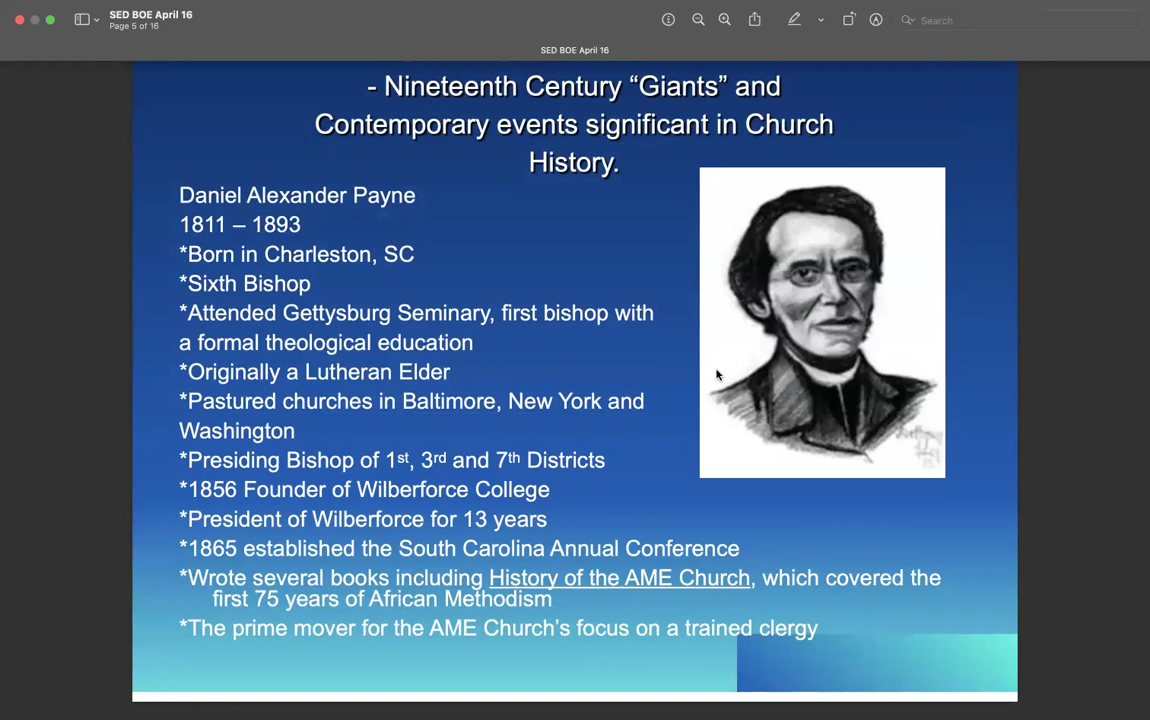 SED BOE April 16
Page 5 of 16
Search
SED BOE April 16
- Nineteenth Century “Giants” and
Contemporary events significant in Church
History.
Daniel Alexander Payne
1811 – 1893
*Born in Charleston, SC
*Sixth Bishop
*Attended Gettysburg Seminary, first bishop with
a formal theological education
*Originally a Lutheran Elder
*Pastured churches in Baltimore, New York and
Washington
*Presiding Bishop of 1st, 3rd and 7th Districts
*1856 Founder of Wilberforce College
*President of Wilberforce for 13 years
*1865 established the South Carolina Annual Conference
*Wrote several books including History of the AME Church, which covered the
first 75 years of African Methodism
*The prime mover for the AME Church’s focus on a trained clergy